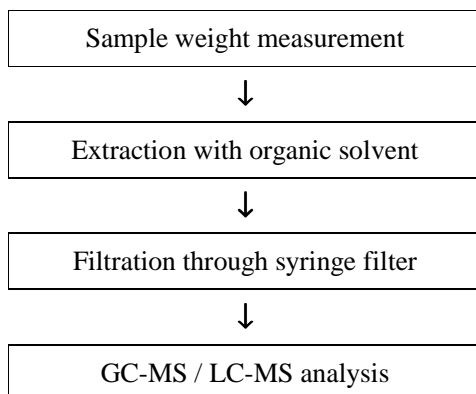 Sample weight measurement
↓
Extraction with organic solvent
↓
Filtration through syringe filter
↓
GC-MS / LC-MS analysis